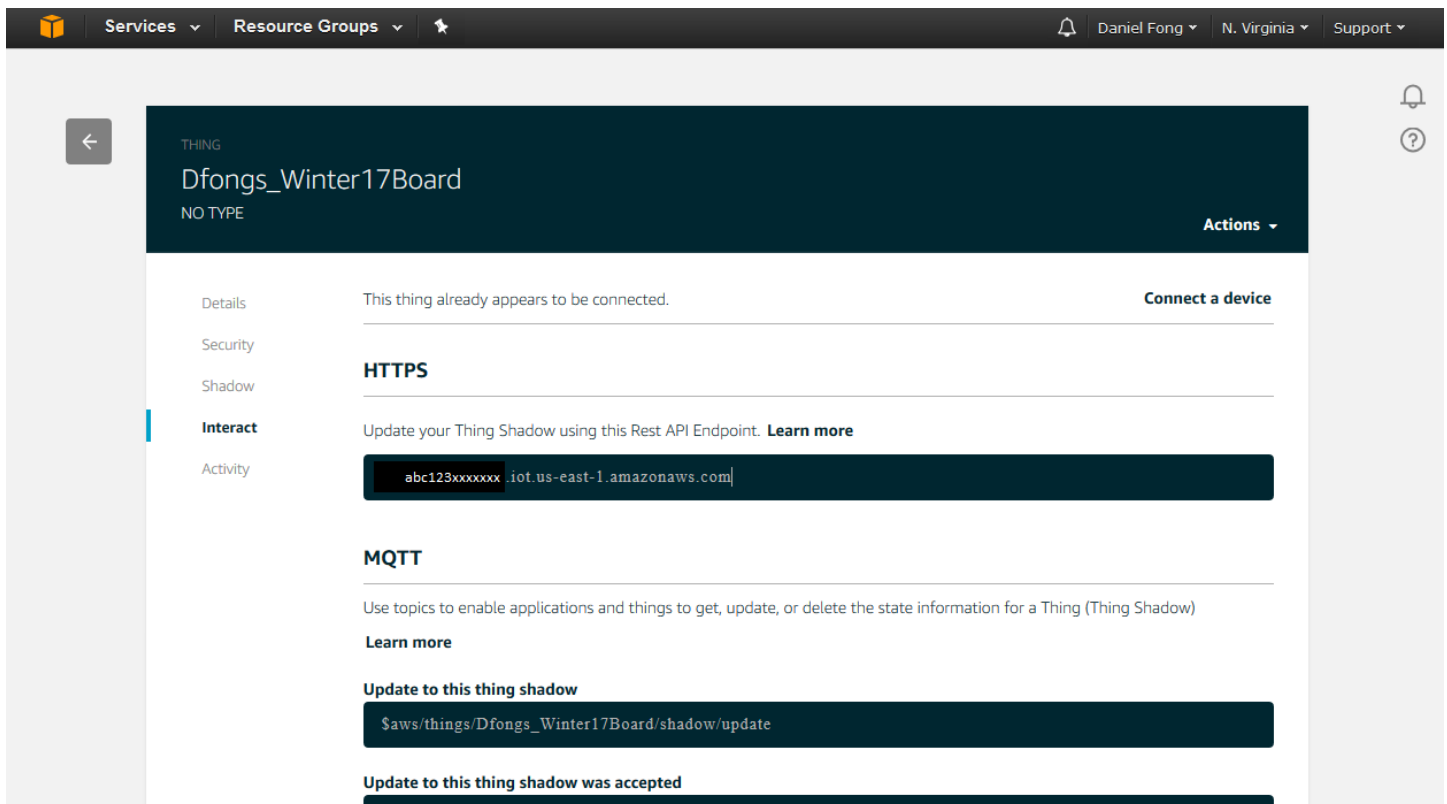 Services Resource Groups Daniel Fong N. Virginia Support
THING
Dfongs_Winter17Board
NO TYPE
Actions
Details
This thing already appears to be connected.
Connect a device
Security
HTTPS
Shadow
Interact
Update your Thing Shadow using this Rest API Endpoint. Learn more
Activity
abc123xxxxxxx.iot.us-east-1.amazonaws.com
MQTT
Use topics to enable applications and things to get, update, or delete the state information for a Thing (Thing Shadow)
Learn more
Update to this thing shadow
$aws/things/Dfongs_Winter17Board/shadow/update
Update to this thing shadow was accepted